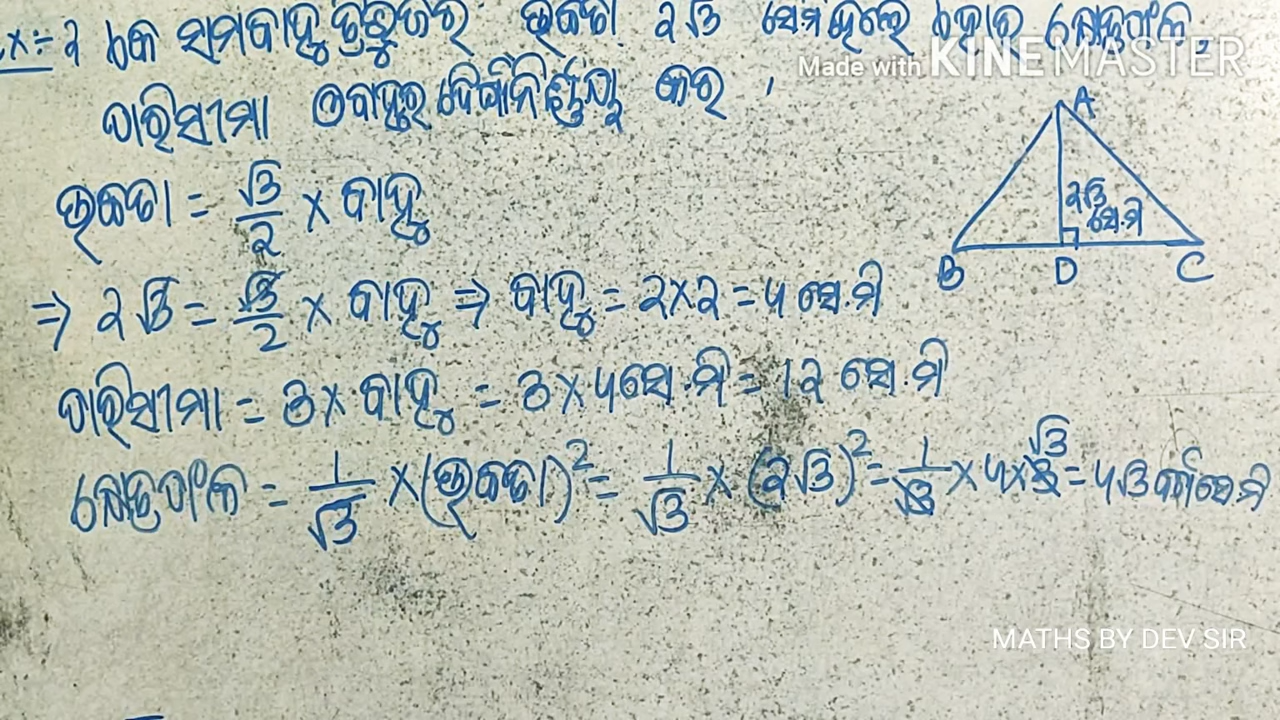 Ex:- 2 ଏକ ସମବାହୁ ତ୍ରିଭୁଜର ଉଚ୍ଚତା 2√3 ସେ.ମି ହେଲେ ତାହାର କ୍ଷେତ୍ରଫଳ,
Made with KINEMASTER
ପରିସୀମା ଓ ବାହୁର ଦୈର୍ଘ୍ୟ ନିର୍ଣ୍ଣୟ କର ।
A
ଉଚ୍ଚତା = √3/2 × ବାହୁ
2√3 ସେ.ମି
B D C
⇒ 2√3 = √3/2 × ବାହୁ ⇒ ବାହୁ = 2×2 = 4 ସେ.ମି
ପରିସୀମା = 3 × ବାହୁ = 3 × 4 ସେ.ମି = 12 ସେ.ମି
କ୍ଷେତ୍ରଫଳ = 1/√3 × (ଉଚ୍ଚତା)² = 1/√3 × (2√3)² = 1/√3 × 4 × 3 √3 = 4√3 ବର୍ଗ ସେ.ମି
MATHS BY DEV SIR